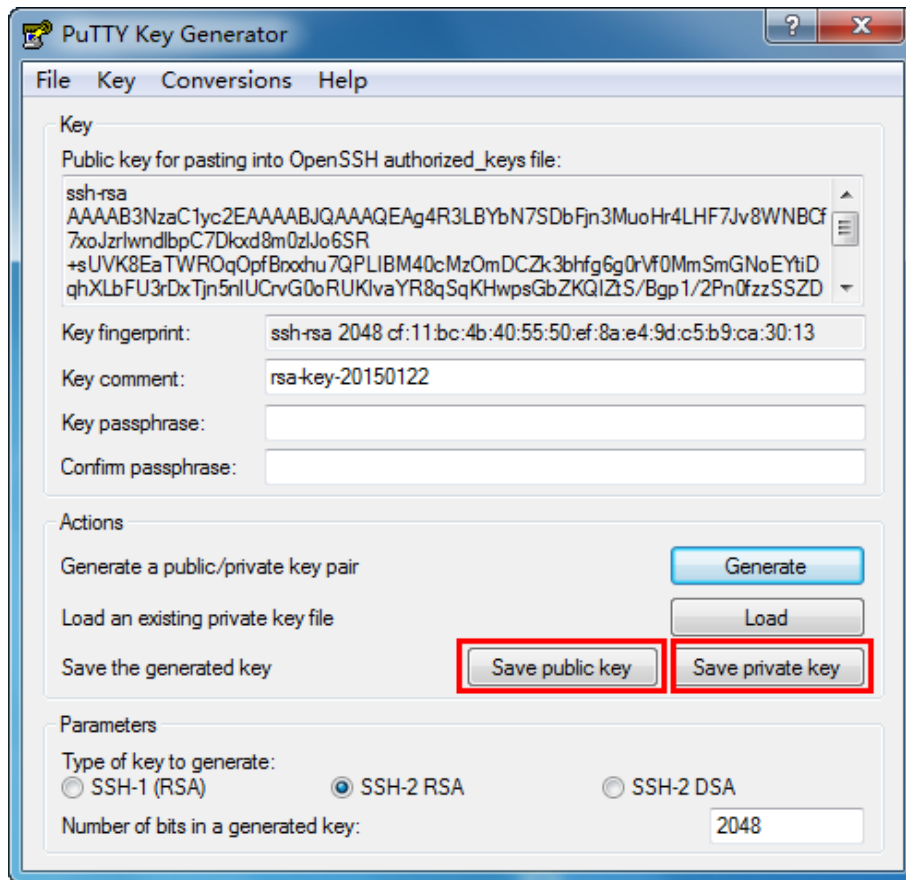 PuTTY Key Generator
File Key Conversions Help
Key
Public key for pasting into OpenSSH authorized_keys file:
ssh-rsa
AAAAB3NzaC1yc2EAAAABJQAAAQEAg4R3LBYbN7SDbFjn3MuoHr4LHF7Jv8WNBCf
7xoJzrlwndlbpC7Dkxd8m0zlJo6SR
+sUVK8EaTWROqOpfBrxxhu7QPLIBM40cMzOmDCZk3bhfg6g0rVf0MmSmGNoEYtiD
qhXLbFU3rDxTjn5nIUCrvG0oRUKIvaYR8qSqKHwpsGbZKQIZtS/Bgp1/2Pn0fzzSSZD
Key fingerprint: ssh-rsa 2048 cf:11:bc:4b:40:55:50:ef:8a:e4:9d:c5:b9:ca:30:13
Key comment: rsa-key-20150122
Key passphrase:
Confirm passphrase:
Actions
Generate a public/private key pair Generate
Load an existing private key file Load
Save the generated key Save public key Save private key
Parameters
Type of key to generate:
SSH-1 (RSA) SSH-2 RSA SSH-2 DSA
Number of bits in a generated key: 2048